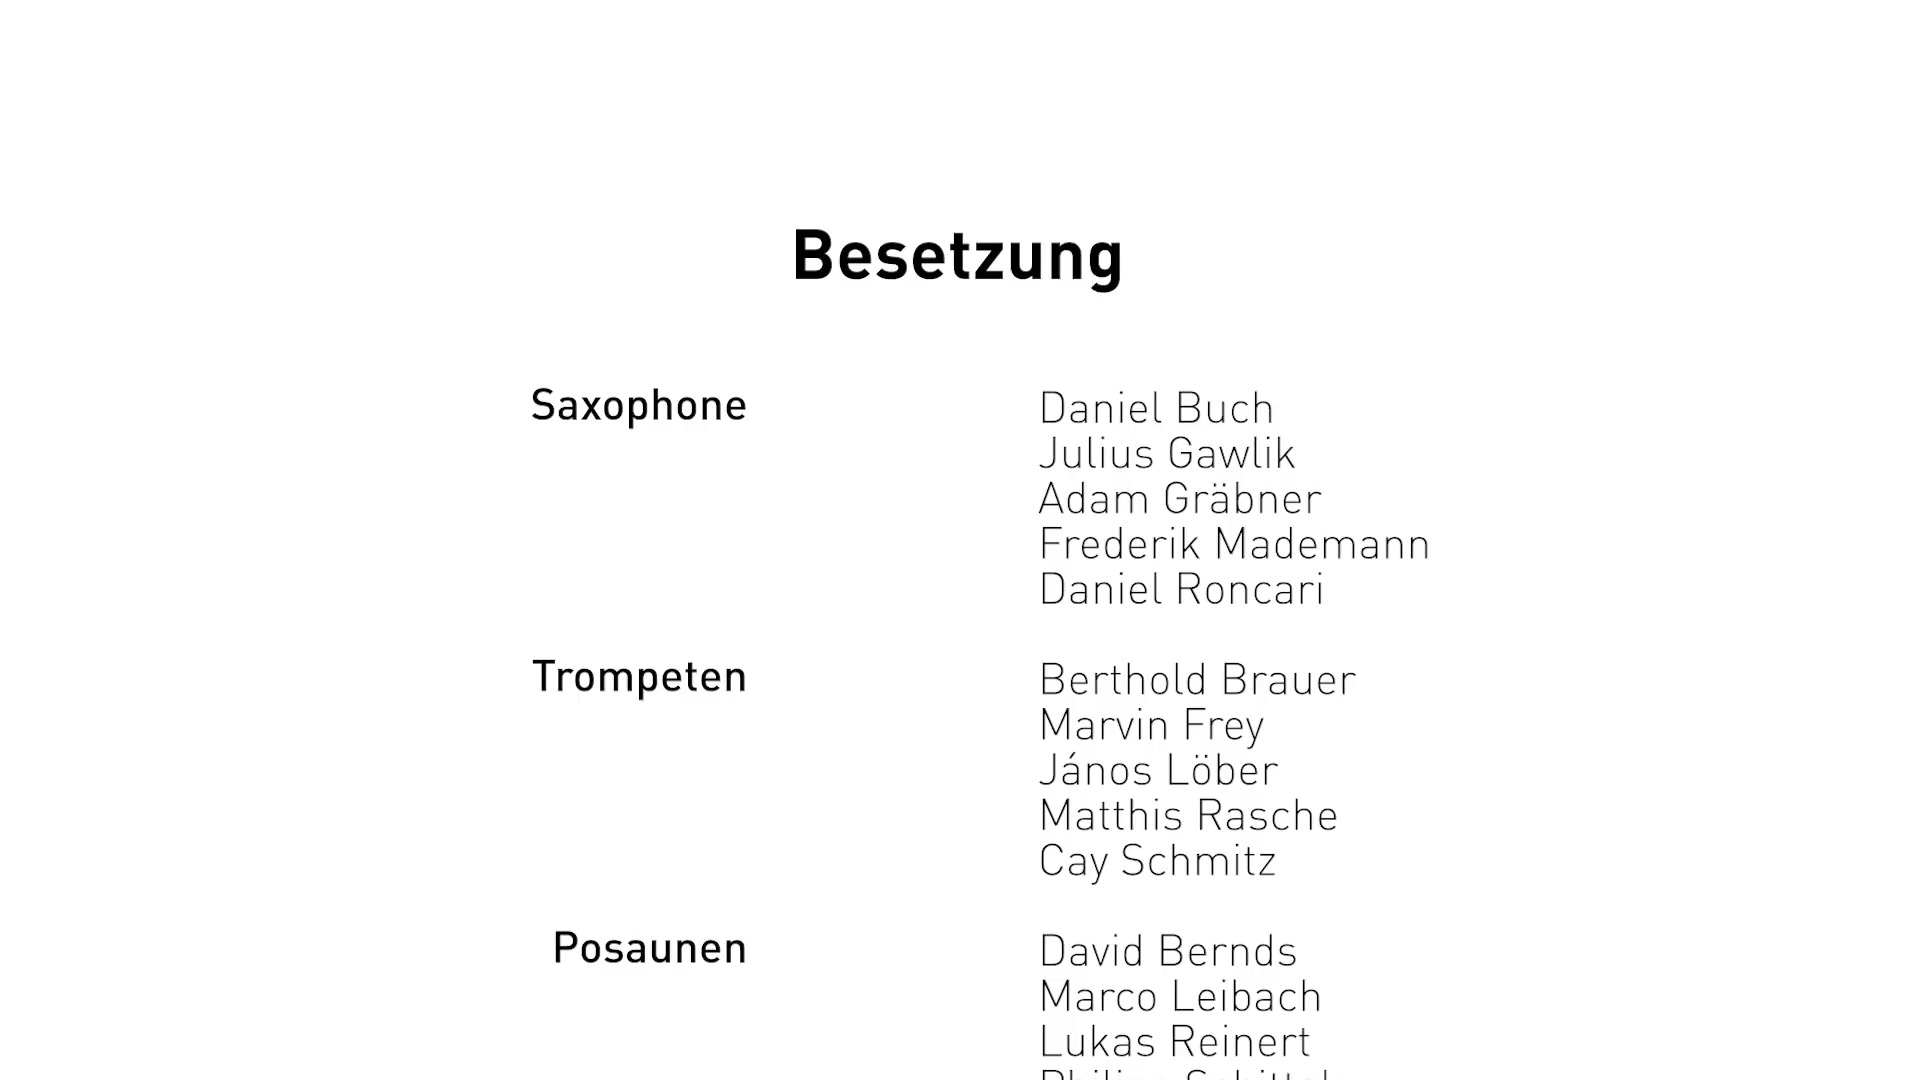 Besetzung
Saxophone
Daniel Buch
Julius Gawlik
Adam Gräbner
Frederik Mademann
Daniel Roncari
Trompeten
Berthold Brauer
Marvin Frey
János Löber
Matthis Rasche
Cay Schmitz
Posaunen
David Bernds
Marco Leibach
Lukas Reinert